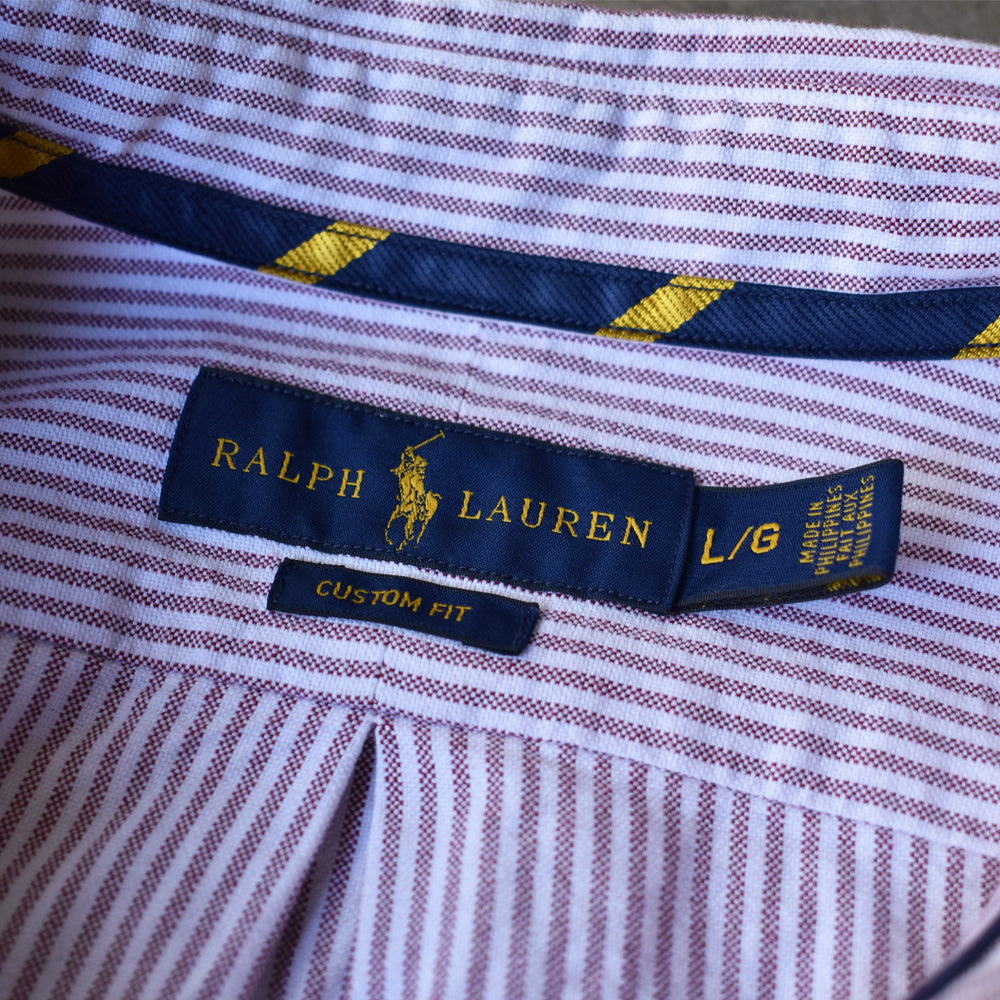 RALPH LAUREN
L/G
MADE IN
PHILIPPINES
FAIT AUX
PHILIPPINES
CUSTOM FIT